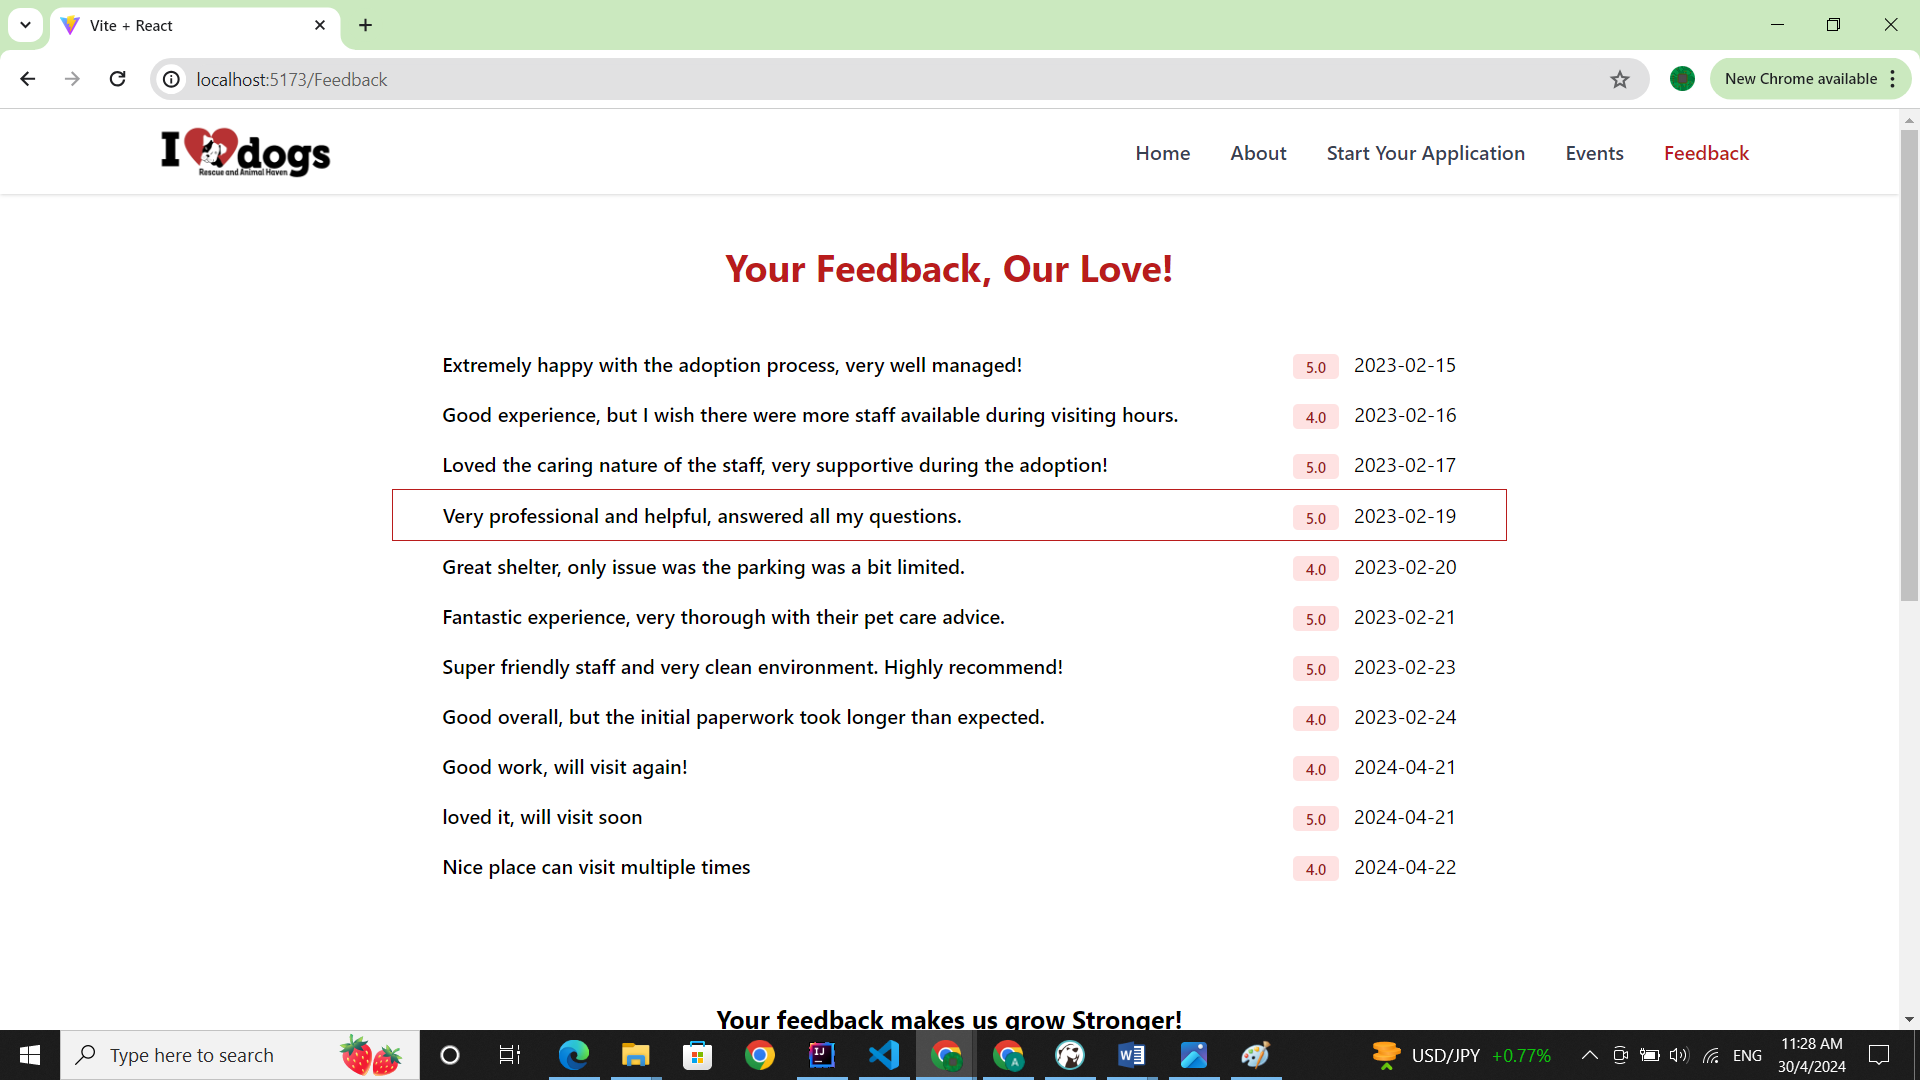 Vite + React
localhost:5173/Feedback
New Chrome available
I dogs
Rescue and Animal Haven
Home About Start Your Application Events Feedback
Your Feedback, Our Love!
Extremely happy with the adoption process, very well managed! 5.0 2023-02-15
Good experience, but I wish there were more staff available during visiting hours. 4.0 2023-02-16
Loved the caring nature of the staff, very supportive during the adoption! 5.0 2023-02-17
Very professional and helpful, answered all my questions. 5.0 2023-02-19
Great shelter, only issue was the parking was a bit limited. 4.0 2023-02-20
Fantastic experience, very thorough with their pet care advice. 5.0 2023-02-21
Super friendly staff and very clean environment. Highly recommend! 5.0 2023-02-23
Good overall, but the initial paperwork took longer than expected. 4.0 2023-02-24
Good work, will visit again! 4.0 2024-04-21
loved it, will visit soon 5.0 2024-04-21
Nice place can visit multiple times 4.0 2024-04-22
Your feedback makes us grow Stronger!
Type here to search
USD/JPY +0.77%
ENG
11:28 AM
30/4/2024